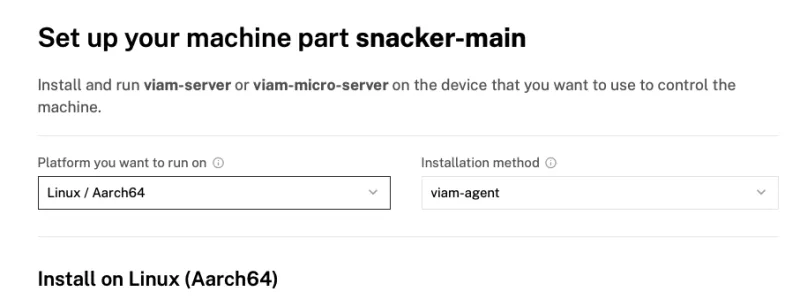 Set up your machine part snacker-main
Install and run viam-server or viam-micro-server on the device that you want to use to control the
machine.
Platform you want to run on
Installation method
Linux / Aarch64
viam-agent
Install on Linux (Aarch64)